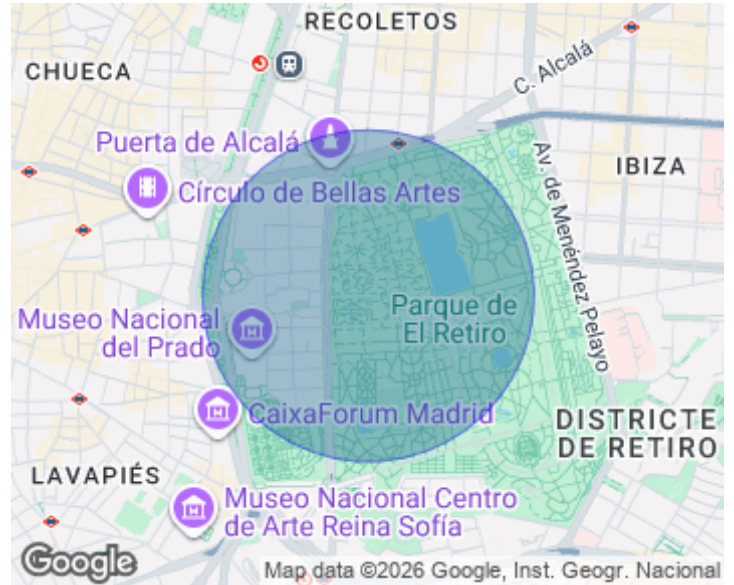 RECOLETOS
CHUECA
C. Alcalá
Puerta de Alcalá
IBIZA
Círculo de Bellas Artes
Av. de Menéndez Pelayo
Museo Nacional
del Prado
Parque de
El Retiro
CaixaForum Madrid
DISTRICTE
DE RETIRO
LAVAPIÉS
Museo Nacional Centro
de Arte Reina Sofía
Google
Map data ©2026 Google, Inst. Geogr. Nacional